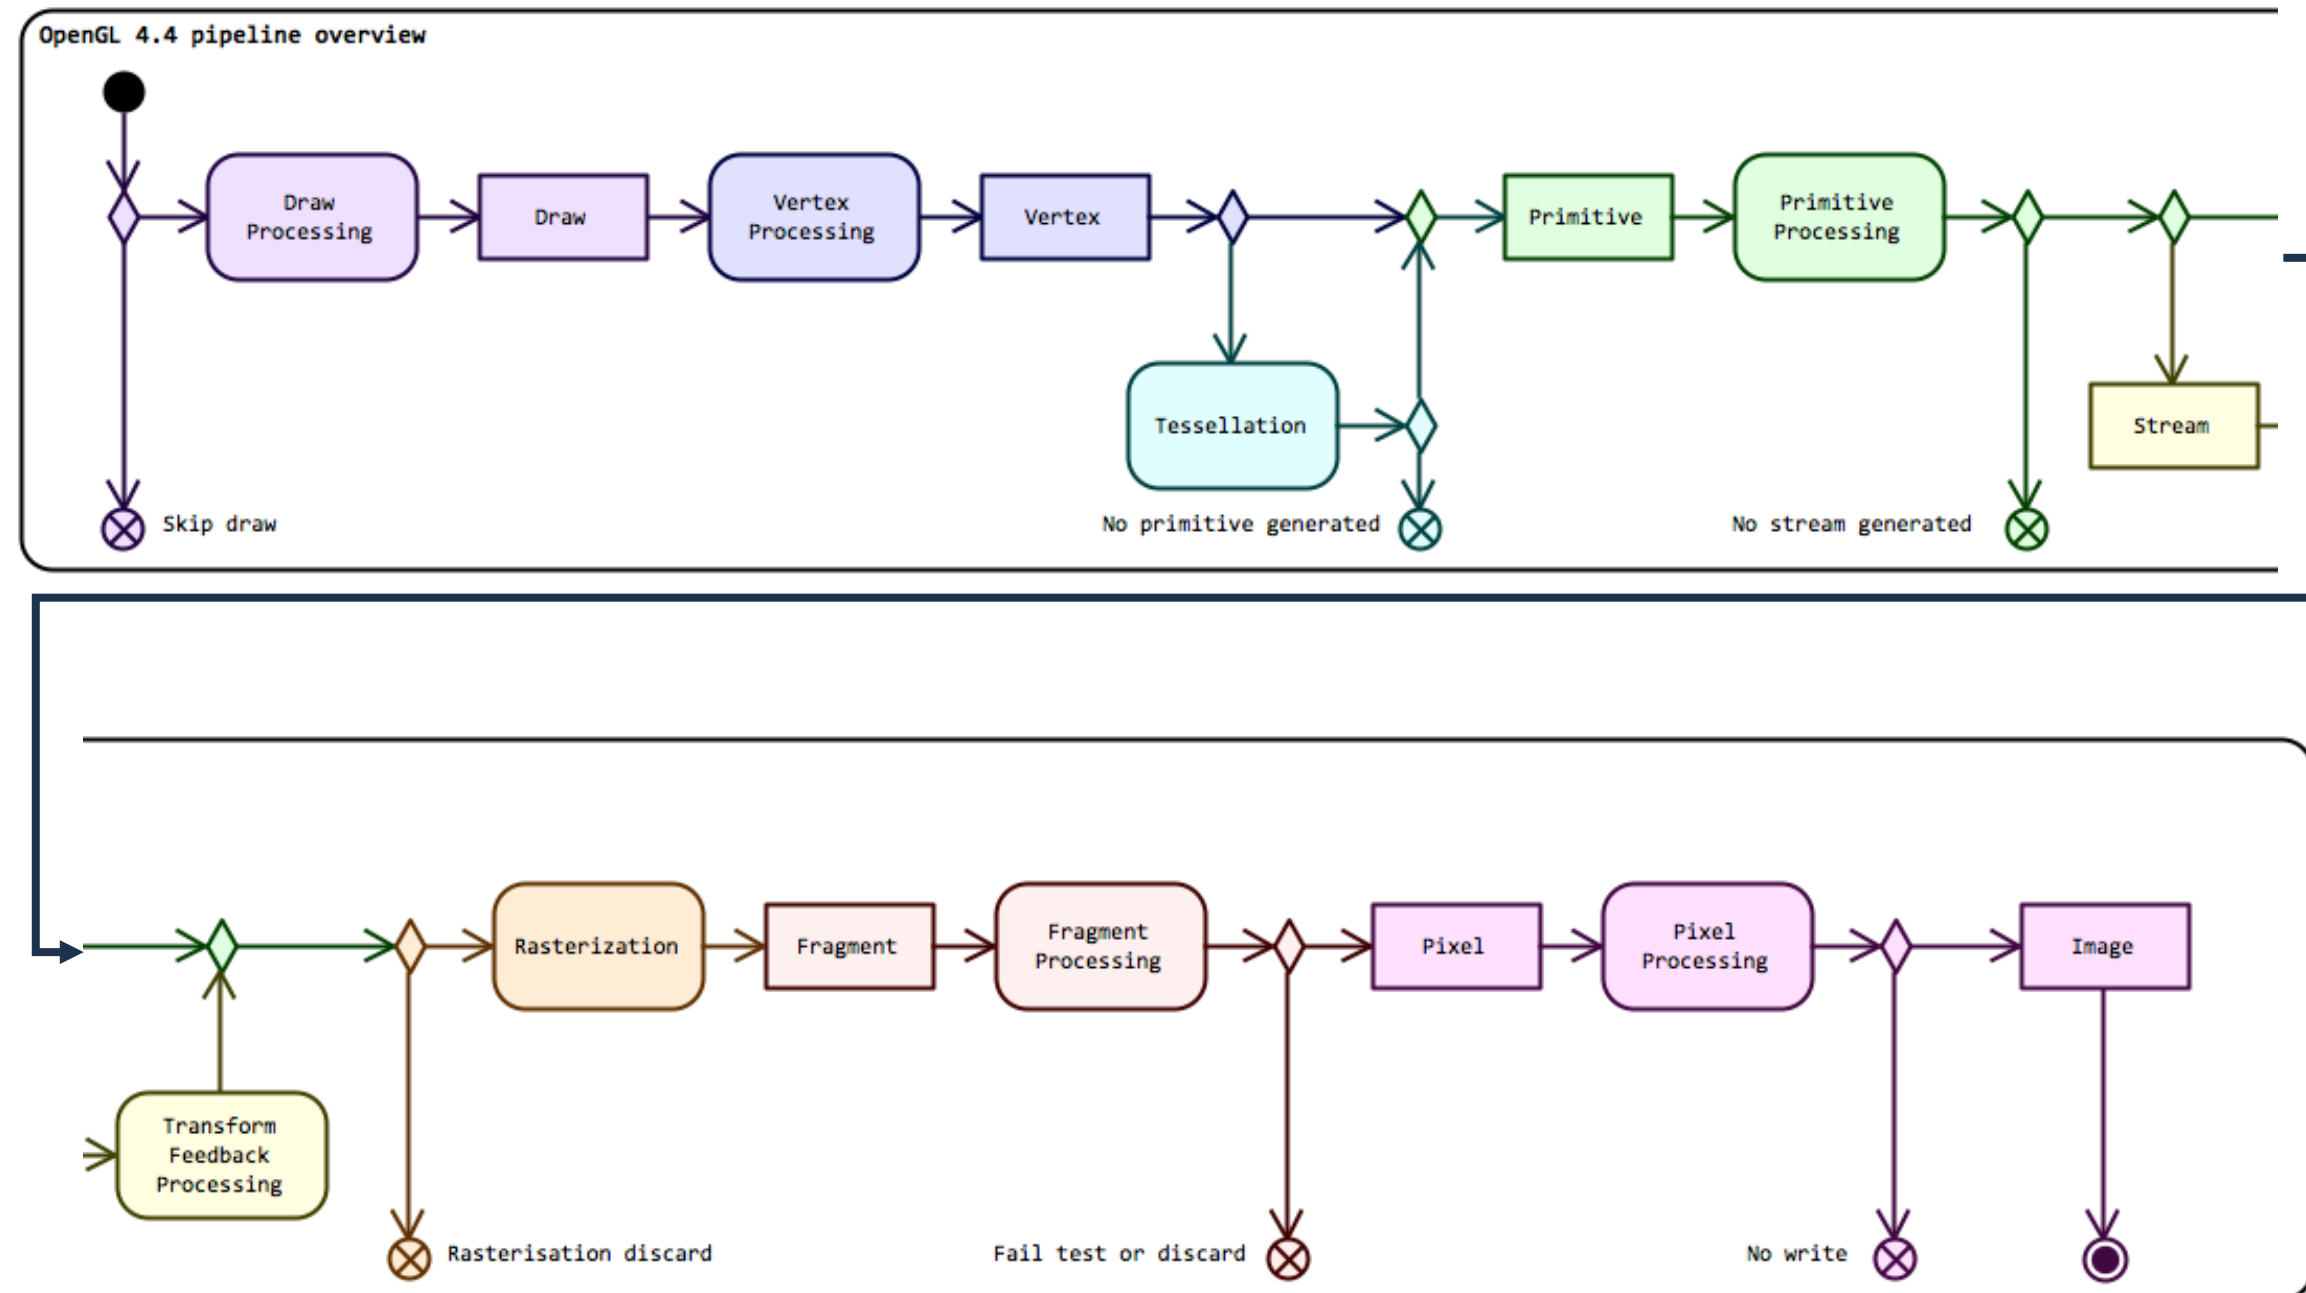 OpenGL 4.4 pipeline overview
Draw
Processing
Draw
Vertex
Processing
Vertex
Primitive
Primitive
Processing
Tessellation
Stream
Skip draw
No primitive generated
No stream generated
Rasterization
Fragment
Fragment
Processing
Pixel
Pixel
Processing
Image
Transform
Feedback
Processing
Rasterisation discard
Fail test or discard
No write